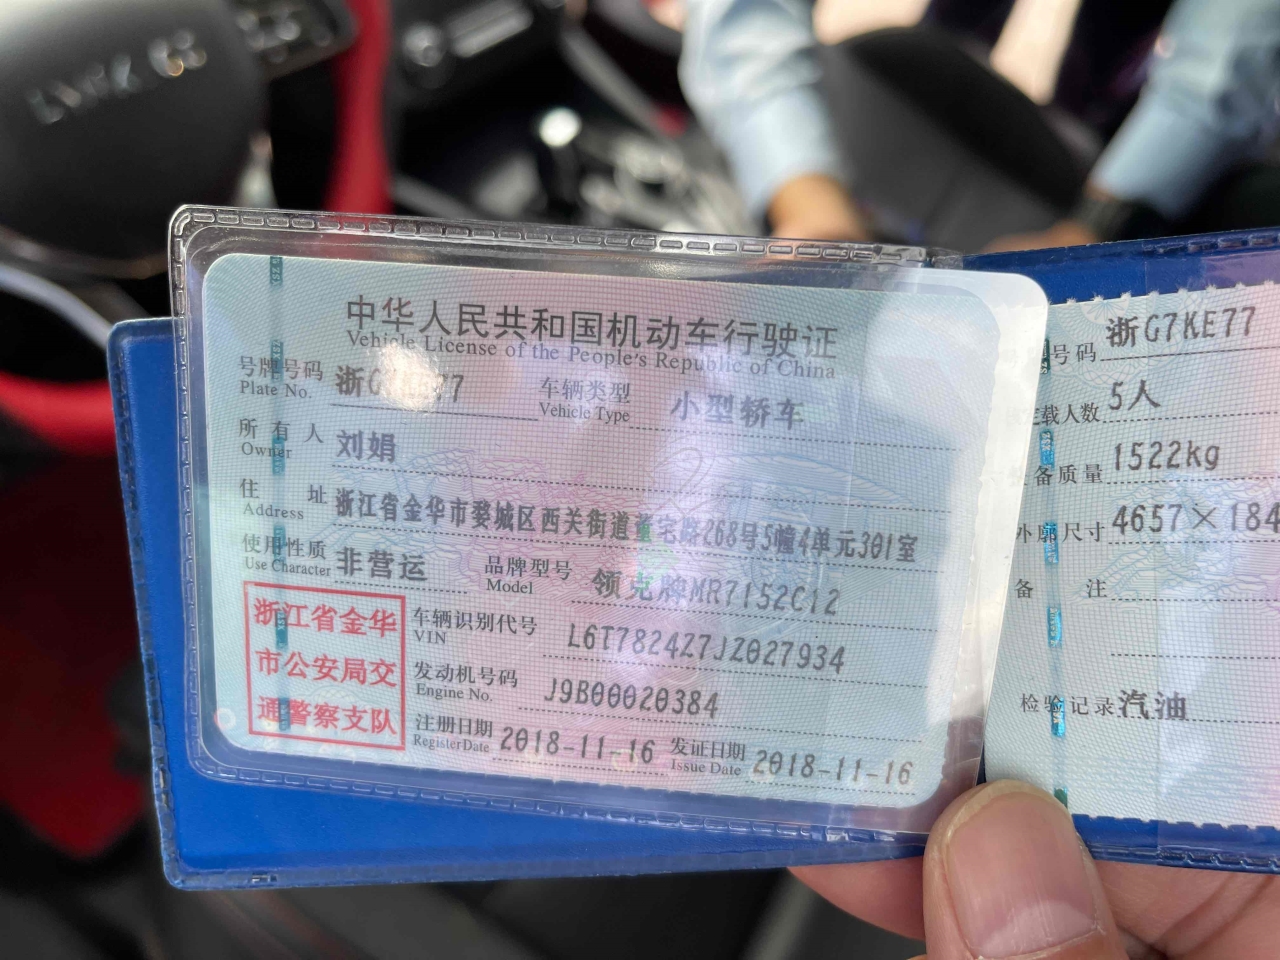 LYNK & CO
中华人民共和国机动车行驶证
Vehicle License of the People's Republic of China
号牌号码 浙G 77 车辆类型 小型轿车
Plate No. Vehicle Type
所有人 刘娟
Owner
住址 浙江省金华市婺城区西关街道董宅路268号5幢4单元301室
Address
使用性质 非营运 品牌型号 领克牌MR7152C12
Use Character Model
浙江省金华
市公安局交
通警察支队
车辆识别代号 L6T7824Z7JZ027934
VIN
发动机号码 J9B00020384
Engine No.
注册日期 2018-11-16 发证日期 2018-11-16
Register Date Issue Date
号码 浙G7KE77
载人数 5人
备质量 1522kg
外廓尺寸 4657×184
备注
检验记录 汽油